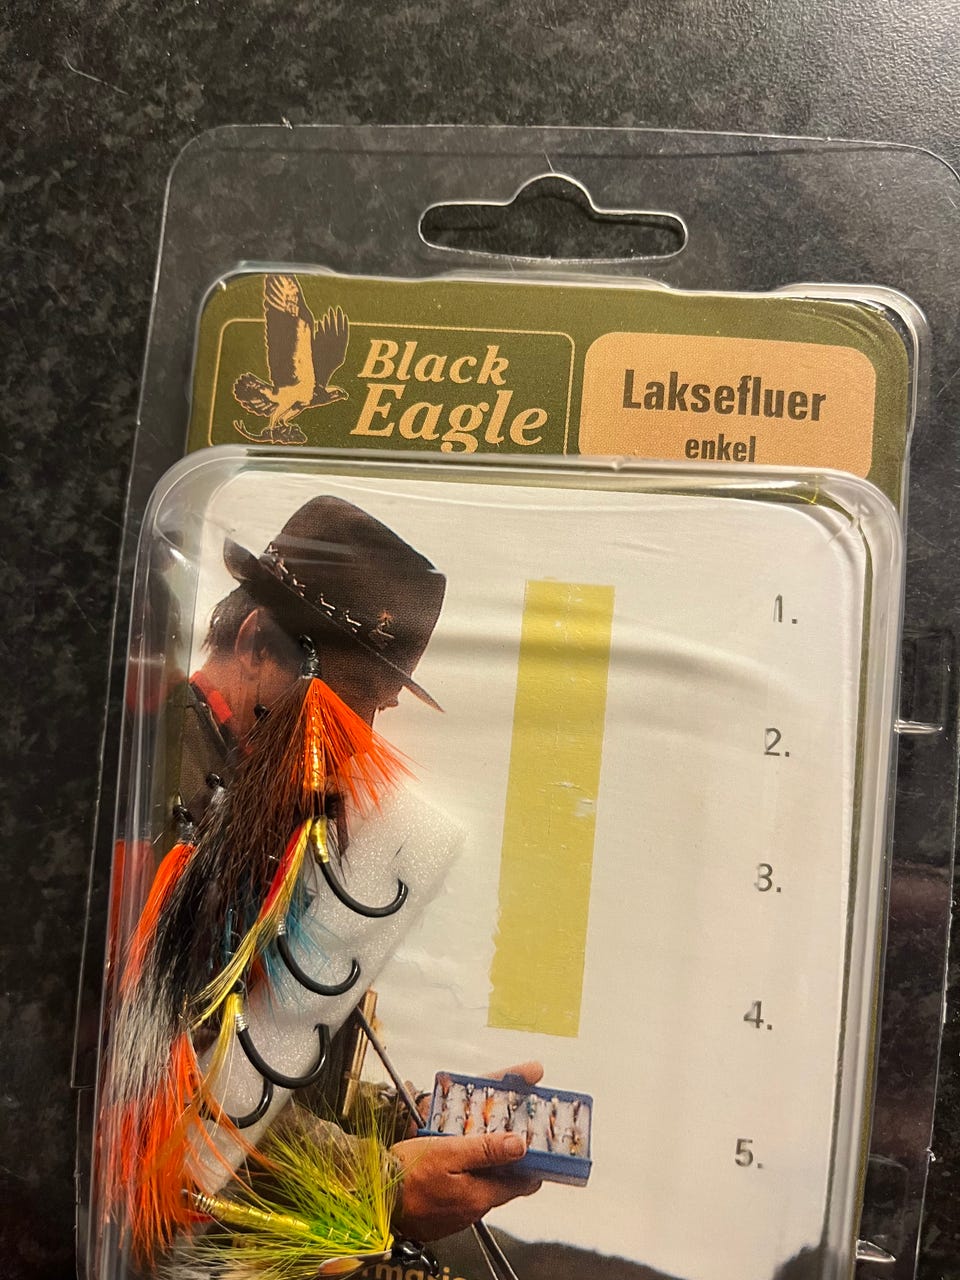 Black
Eagle
Laksefluer
enkel
1.
2.
3.
4.
5.